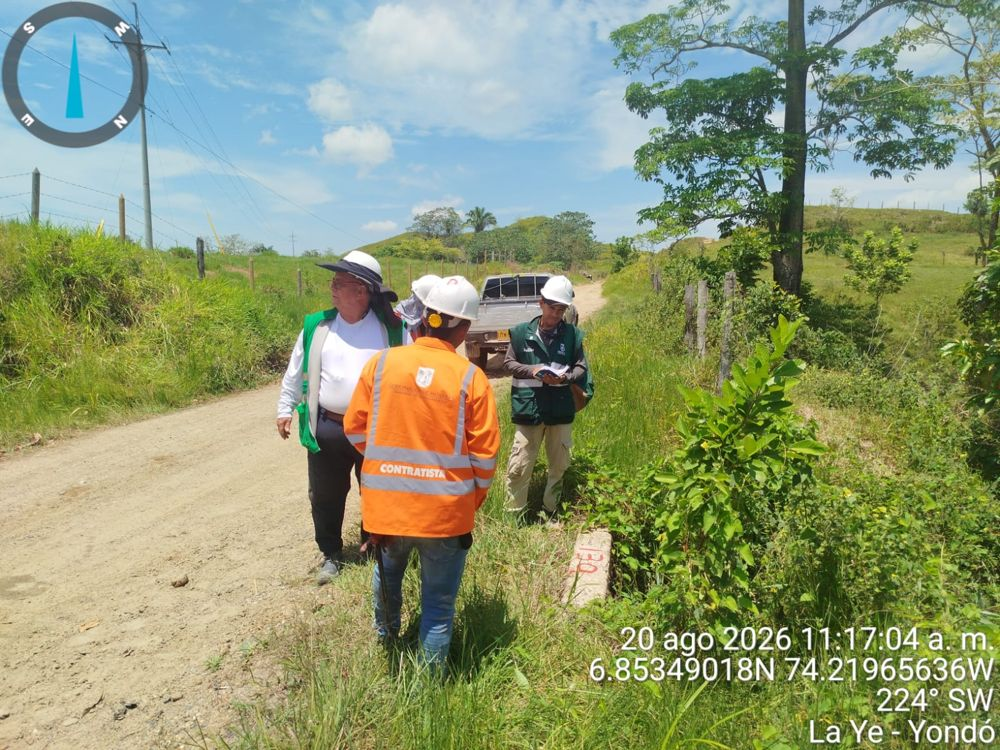 S
M
E
N
CONTRATISTA
20 ago 2026 11:17:04 a. m.
6.85349018N 74.21965636W
224° SW
La Ye - Yondó